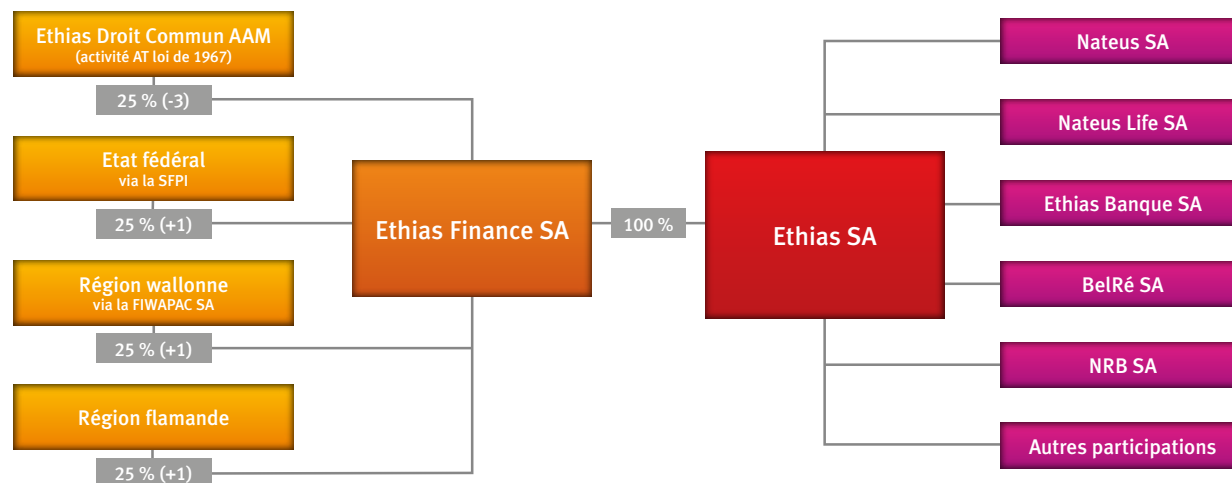 Ethias Droit Commun AAM
(activité AT loi de 1967)
25 % (-3)
Etat fédéral
via la SFPI
25 % (+1)
Région wallonne
via la FIWAPAC SA
25 % (+1)
Région flamande
25 % (+1)
Ethias Finance SA
100 %
Ethias SA
Nateus SA
Nateus Life SA
Ethias Banque SA
BelRé SA
NRB SA
Autres participations